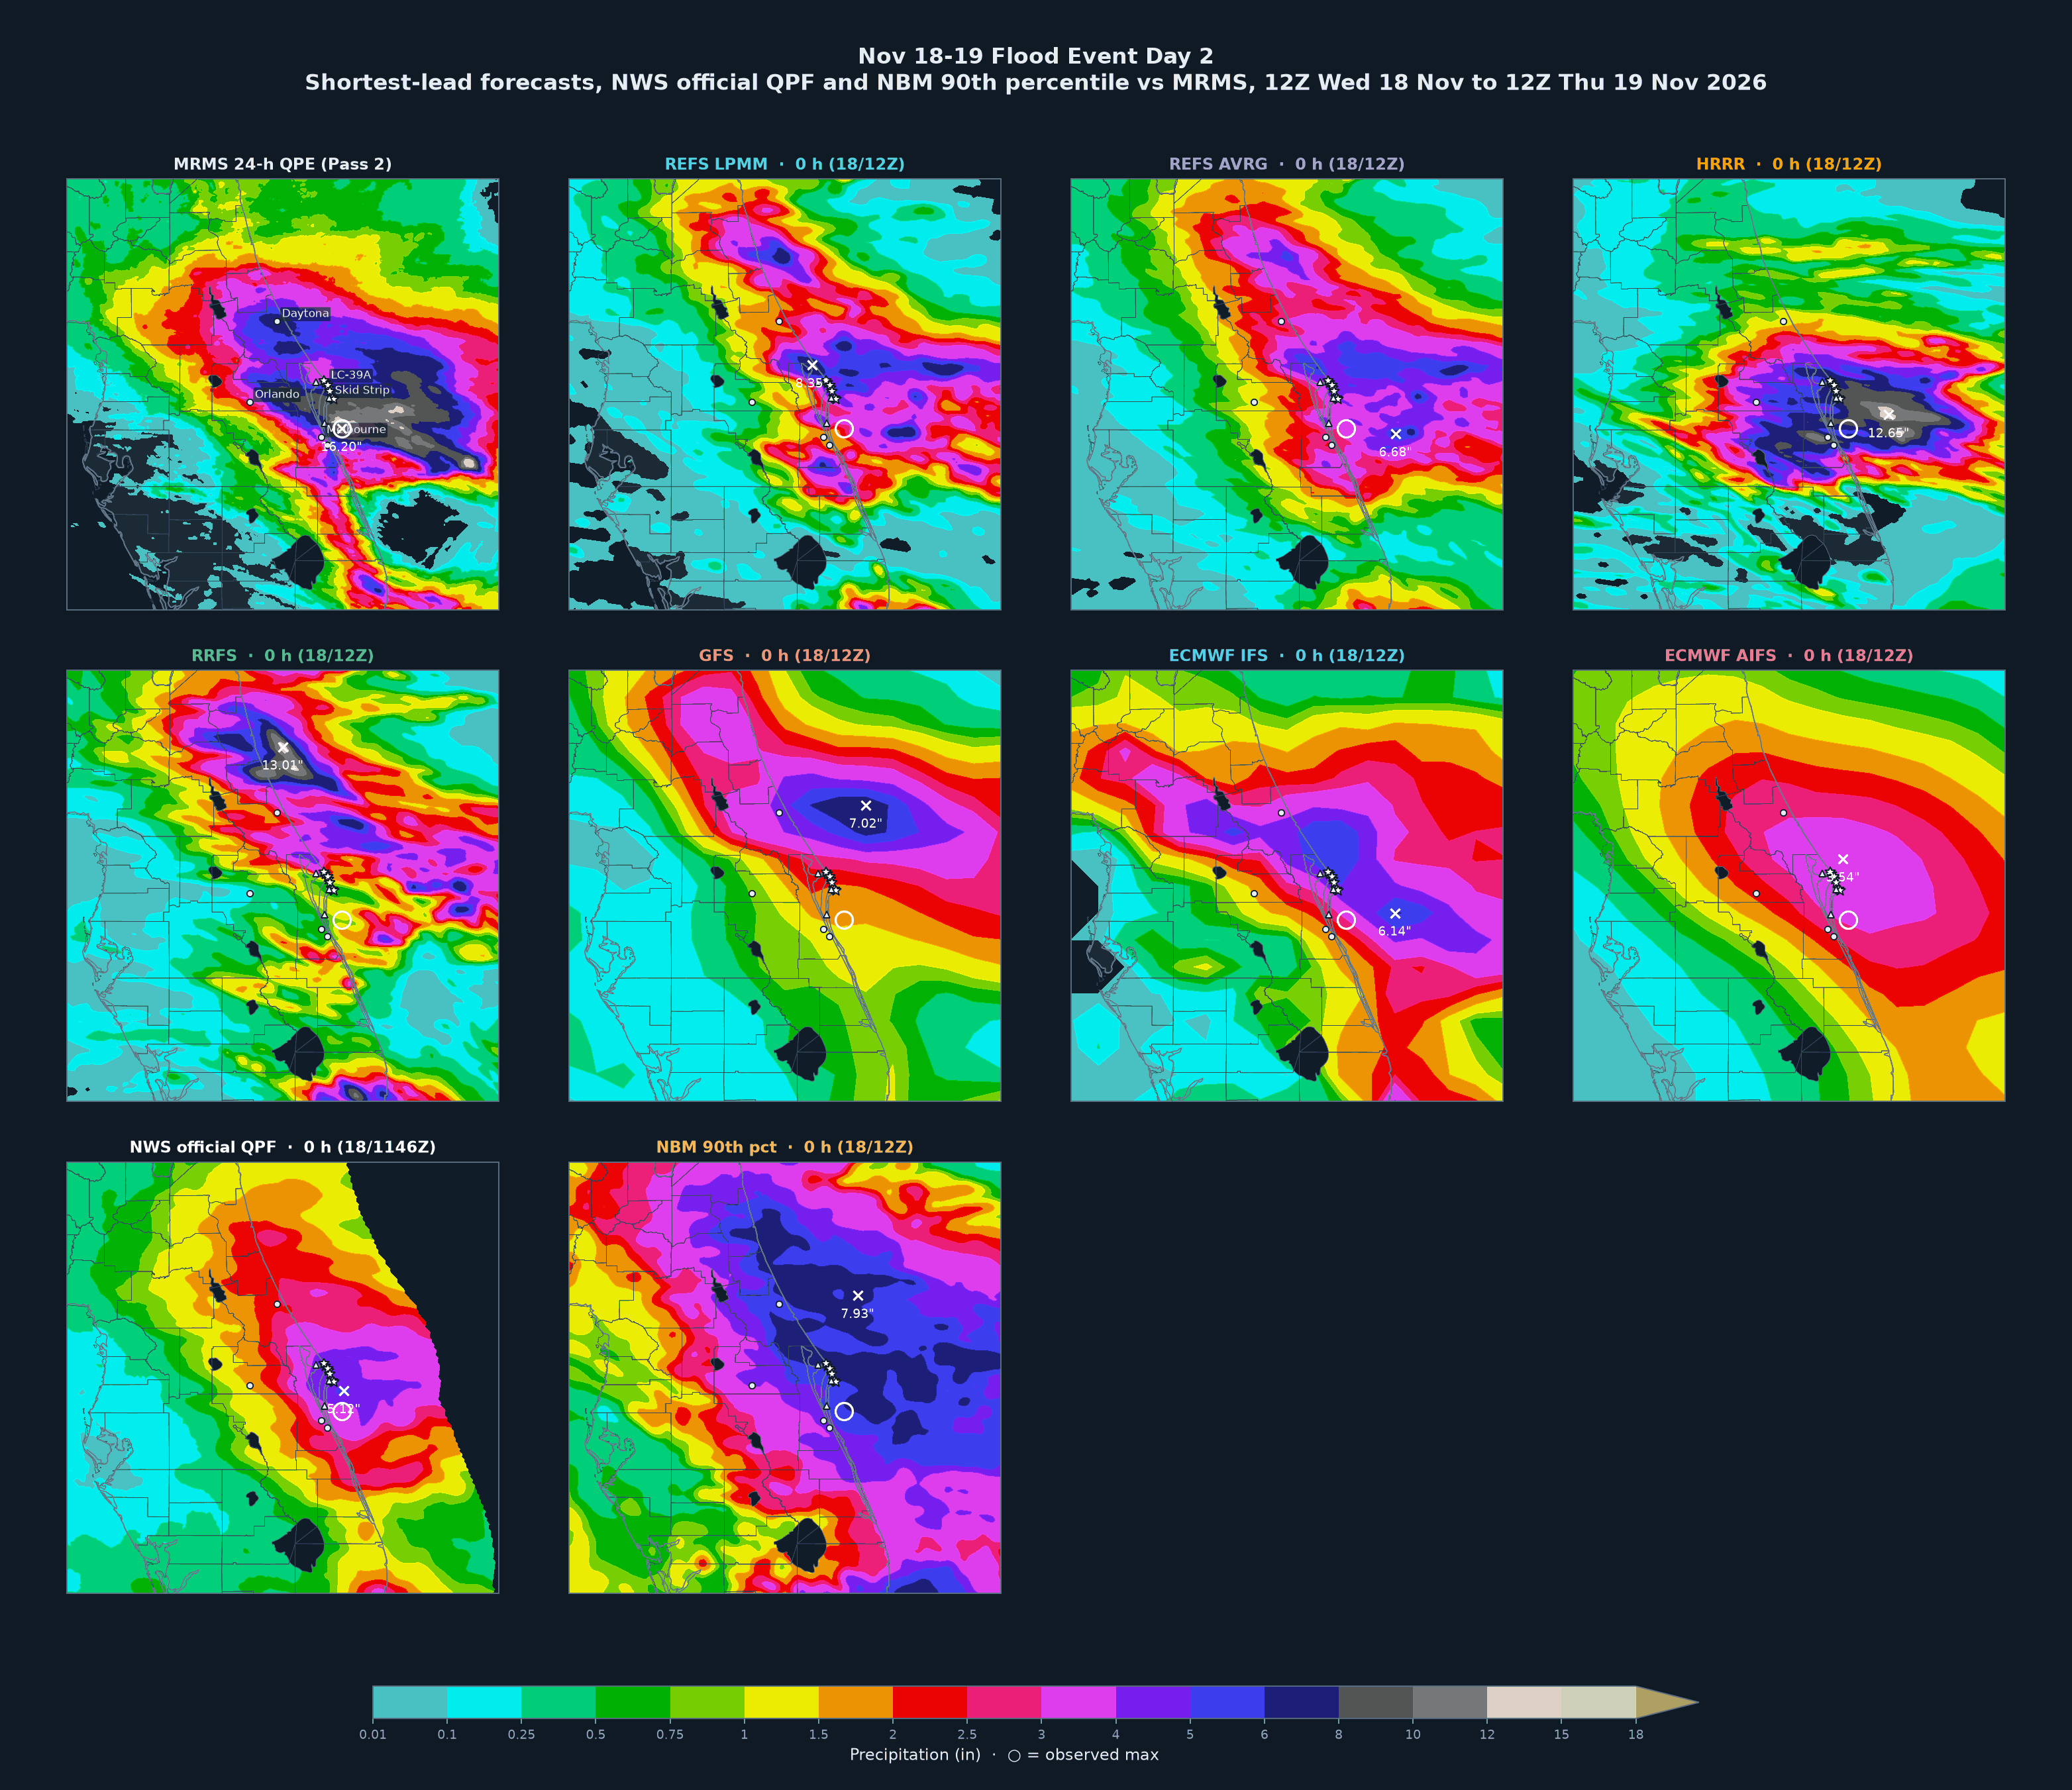 Nov 18-19 Flood Event Day 2
Shortest-lead forecasts, NWS official QPF and NBM 90th percentile vs MRMS, 12Z Wed 18 Nov to 12Z Thu 19 Nov 2026
MRMS 24-h QPE (Pass 2)
Daytona
LC-39A
Skid Strip
Orlando
Melbourne
16.20"
REFS LPMM · 0 h (18/12Z)
8.35"
REFS AVRG · 0 h (18/12Z)
6.68"
HRRR · 0 h (18/12Z)
12.65"
RRFS · 0 h (18/12Z)
13.01"
GFS · 0 h (18/12Z)
7.02"
ECMWF IFS · 0 h (18/12Z)
6.14"
ECMWF AIFS · 0 h (18/12Z)
NWS official QPF · 0 h (18/1146Z)
5.12"
NBM 90th pct · 0 h (18/12Z)
7.93"
0.01 0.1 0.25 0.5 0.75 1 1.5 2 2.5 3 4 5 6 8 10 12 15 18
Precipitation (in) · ○ = observed max